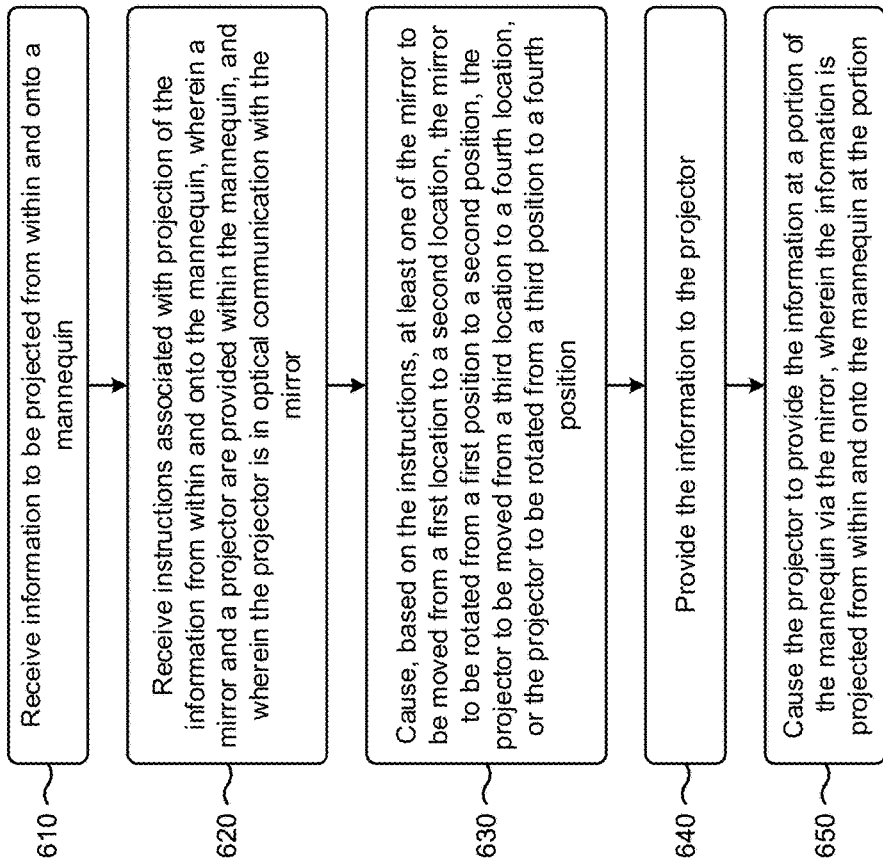 610
Receive information to be projected from within and onto a
mannequin
620
Receive instructions associated with projection of the
information from within and onto the mannequin, wherein a
mirror and a projector are provided within the mannequin, and
wherein the projector is in optical communication with the
mirror
630
Cause, based on the instructions, at least one of the mirror to
be moved from a first location to a second location, the mirror
to be rotated from a first position to a second position, the
projector to be moved from a third location to a fourth location,
or the projector to be rotated from a third position to a fourth
position
640
Provide the information to the projector
650
Cause the projector to provide the information at a portion of
the mannequin via the mirror, wherein the information is
projected from within and onto the mannequin at the portion